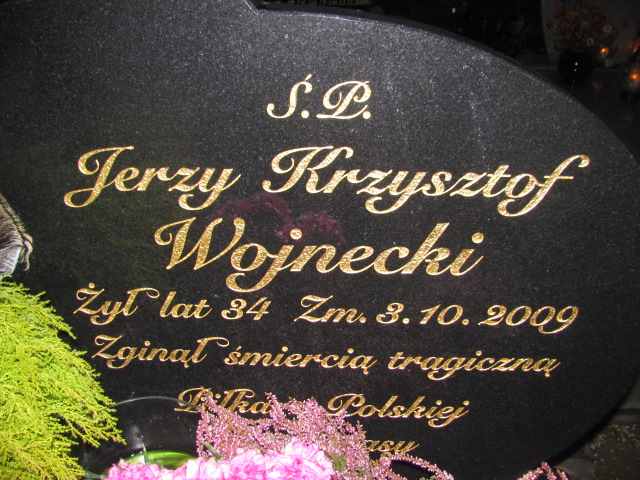 Ś.P.
Jerzy Krzysztof
Wojnecki
Żył lat 34 Zm. 3. 10. 2009
Zginął śmiercią tragiczną
Polskiej